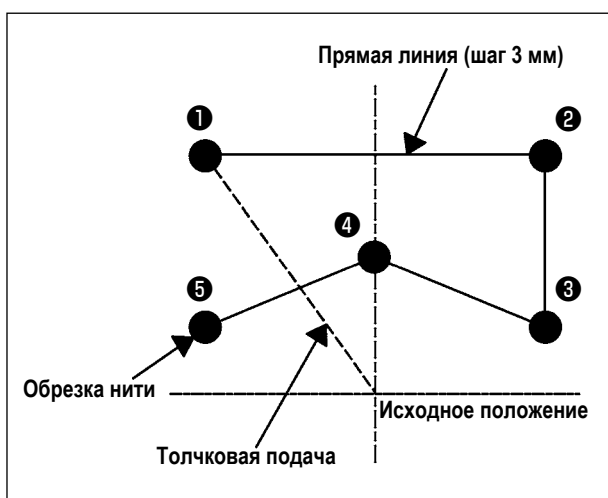 Прямая линия (шаг 3 мм)
❶
❷
❹
❺
❸
Обрезка нити
Исходное положение
Толчковая подача